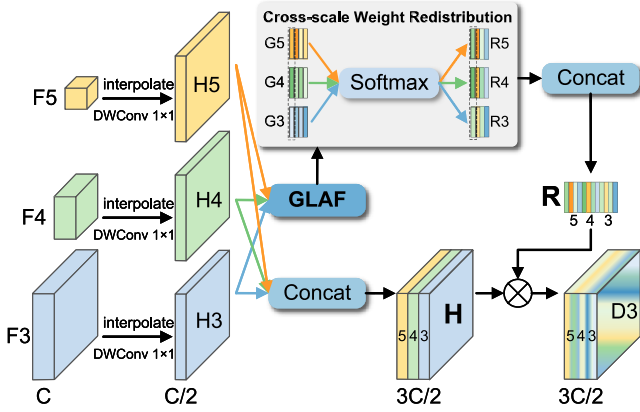 Cross-scale Weight Redistribution
G5
G4
G3
Softmax
R5
R4
R3
Concat
F5
interpolate
DWConv 1×1
H5
F4
interpolate
DWConv 1×1
H4
GLAF
R
5 4 3
F3
interpolate
DWConv 1×1
H3
Concat
5 4 3
H
5 4 3
D3
C
C/2
3C/2
3C/2